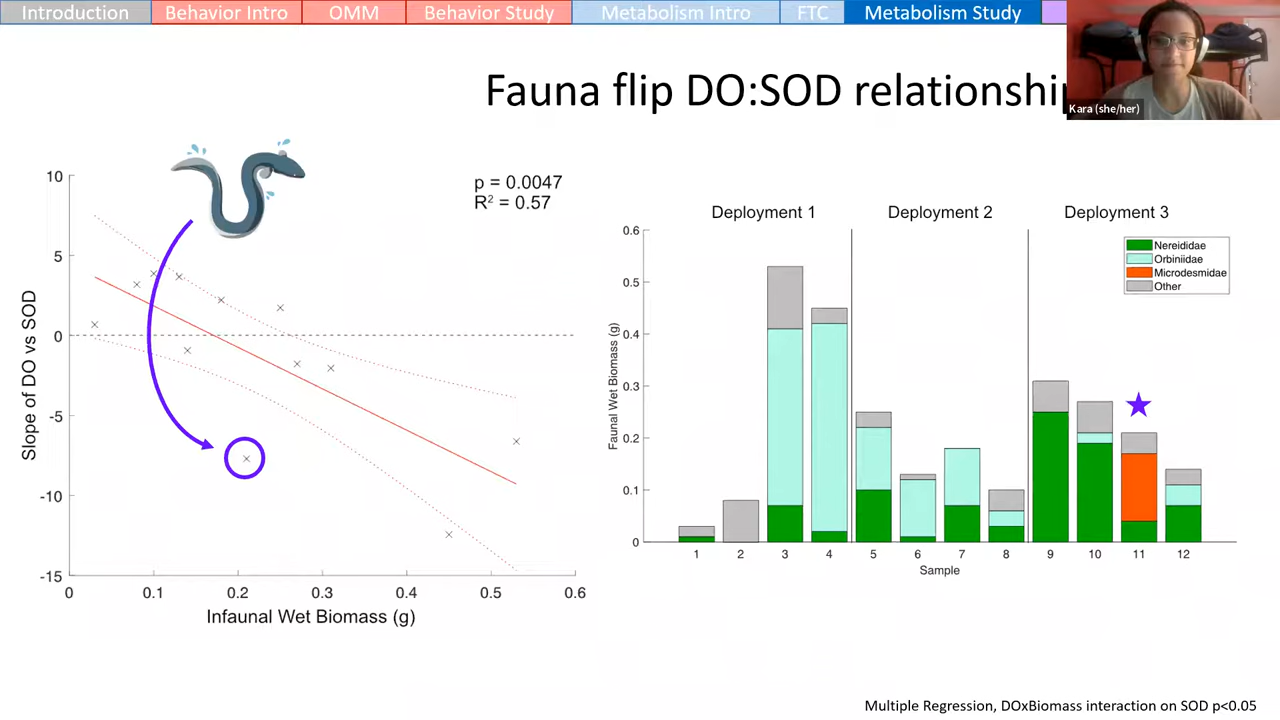 Introduction
Behavior Intro
OMM
Behavior Study
Metabolism Intro
FTC
Metabolism Study
Fauna flip DO:SOD relationship
Kara (she/her)
p = 0.0047
R² = 0.57
10
5
0
-5
-10
-15
Slope of DO vs SOD
0
0.1
0.2
0.3
0.4
0.5
0.6
Infaunal Wet Biomass (g)
Deployment 1
Deployment 2
Deployment 3
Nereididae
Orbiniidae
Microdesmidae
Other
0.6
0.5
0.4
0.3
0.2
0.1
0
Faunal Wet Biomass (g)
1
2
3
4
5
6
7
8
9
10
11
12
Sample
Multiple Regression, DOxBiomass interaction on SOD p<0.05